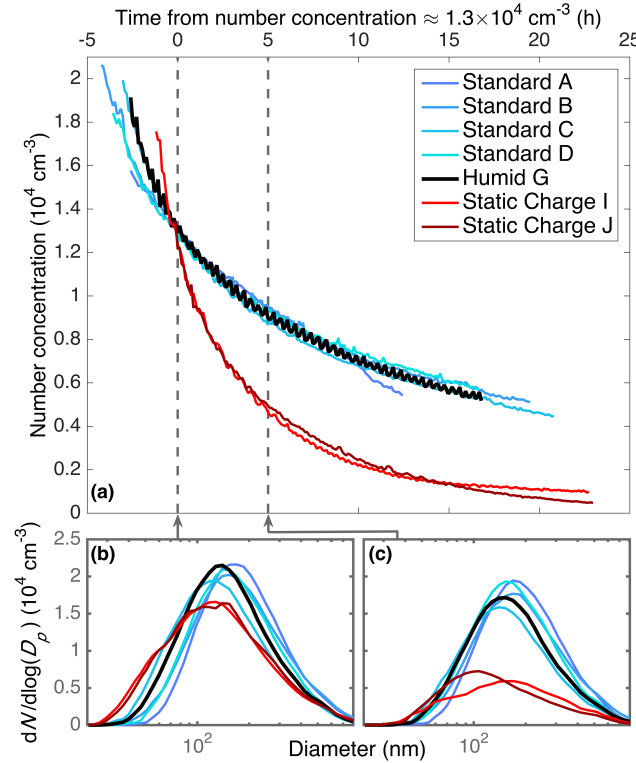 Time from number concentration ≈ 1.3×10⁴ cm⁻³ (h)
-5 0 5 10 15 20 25
Number concentration (10⁴ cm⁻³)
2
1.8
1.6
1.4
1.2
1
0.8
0.6
0.4
0.2
0
Standard A
Standard B
Standard C
Standard D
Humid G
Static Charge I
Static Charge J
(a)
dN/dlog(Dₚ) (10⁴ cm⁻³)
2.5
2
1.5
1
0.5
0
(b)
(c)
10² 10²
Diameter (nm)